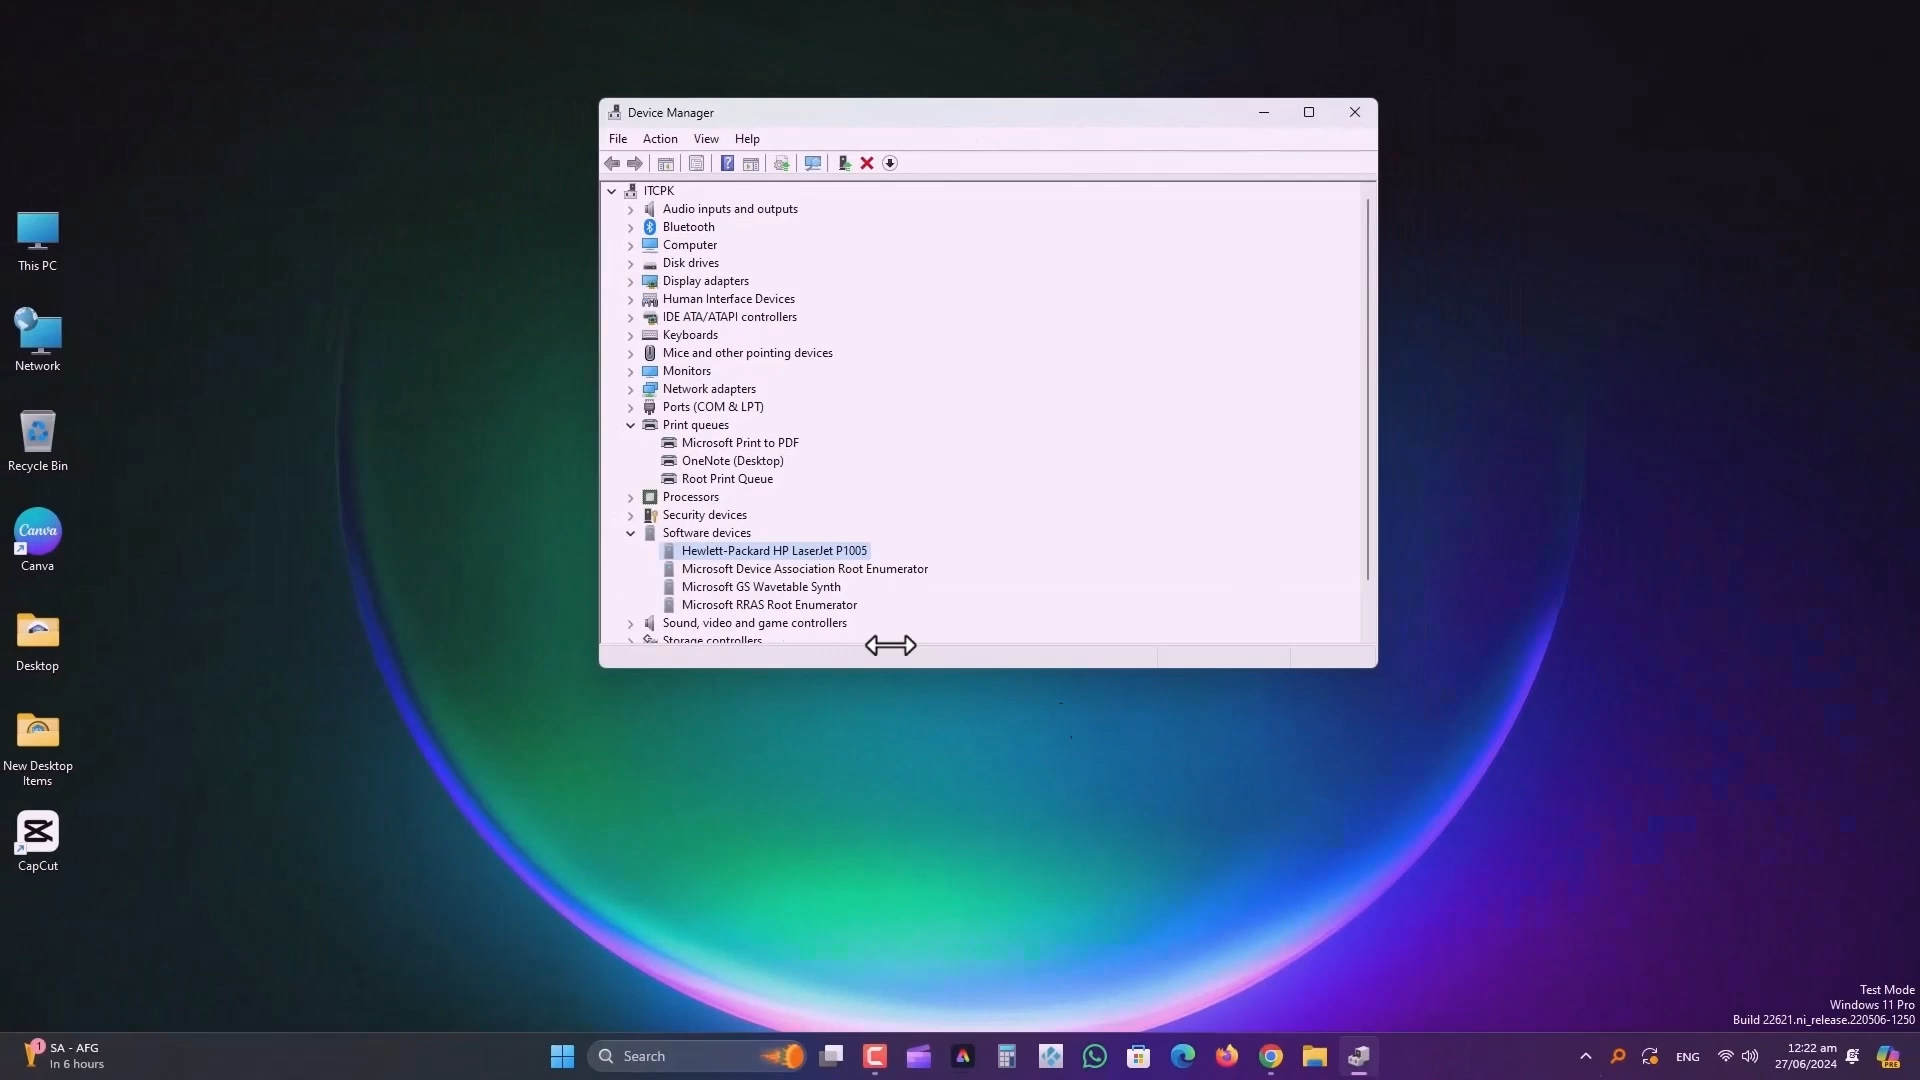 Device Manager
File Action View Help
ITCPK
Audio inputs and outputs
Bluetooth
Computer
Disk drives
Display adapters
Human Interface Devices
IDE ATA/ATAPI controllers
Keyboards
Mice and other pointing devices
Monitors
Network adapters
Ports (COM & LPT)
Print queues
Microsoft Print to PDF
OneNote (Desktop)
Root Print Queue
Processors
Security devices
Software devices
Hewlett-Packard HP LaserJet P1005
Microsoft Device Association Root Enumerator
Microsoft GS Wavetable Synth
Microsoft RRAS Root Enumerator
Sound, video and game controllers
Storage controllers
This PC
Network
Recycle Bin
Canva
Canva
Desktop
New Desktop
Items
CapCut
Test Mode
Windows 11 Pro
Build 22621.ni_release.220506-1250
1
SA - AFG
In 6 hours
Search
ENG
12:22 am
27/06/2024
PRE